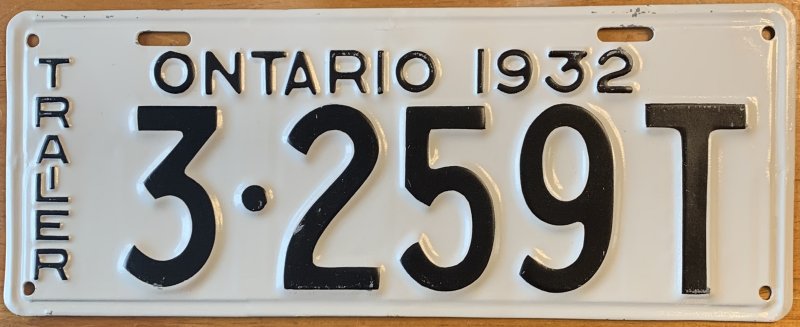 TRAILER
ONTARIO 1932
3·259T